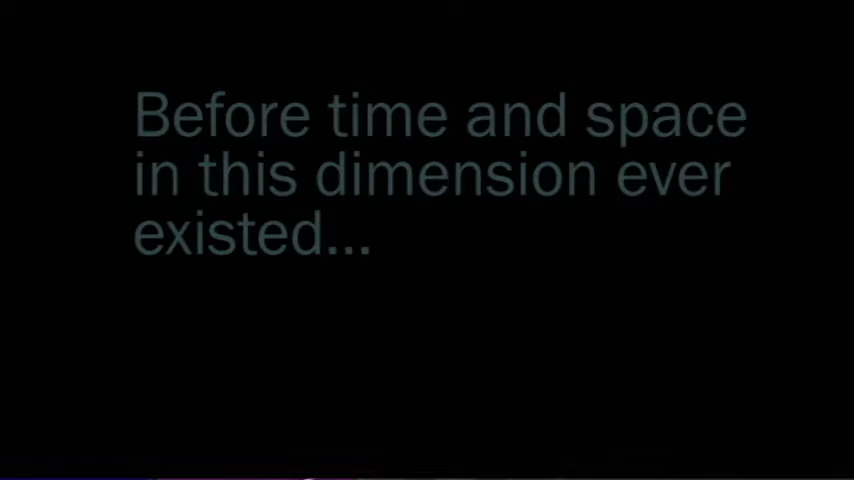 Before time and space
in this dimension ever
existed...